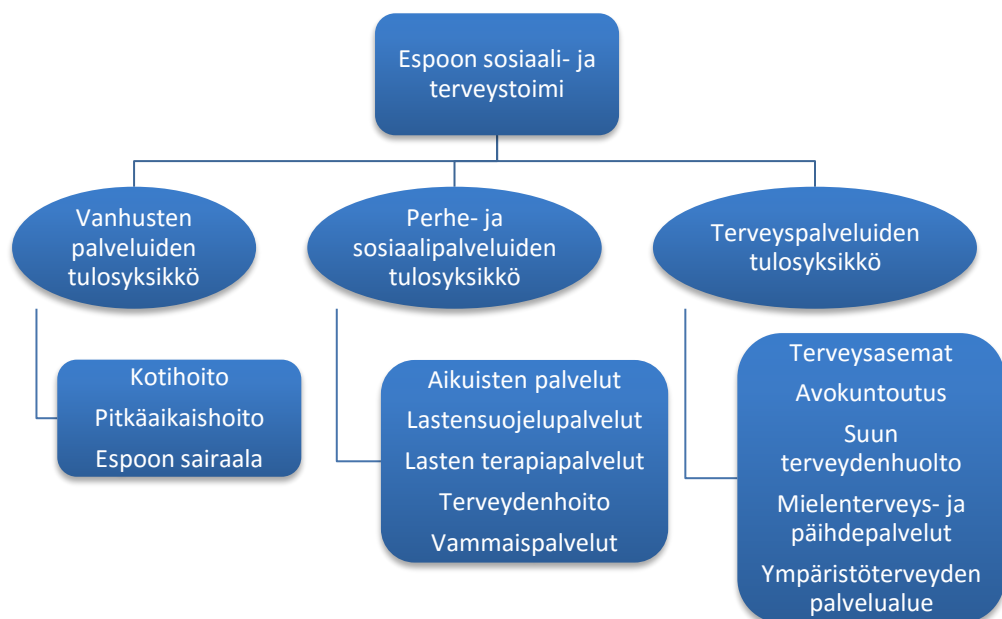 Espoon sosiaali- ja
terveystoimi
Vanhusten
palveluiden
tulosyksikkö
Perhe- ja
sosiaalipalveluiden
tulosyksikkö
Terveyspalveluiden
tulosyksikkö
Kotihoito
Pitkäaikaishoito
Espoon sairaala
Aikuisten palvelut
Lastensuojelupalvelut
Lasten terapiapalvelut
Terveydenhoito
Vammaispalvelut
Terveysasemat
Avokuntoutus
Suun
terveydenhuolto
Mielenterveys- ja
päihdepalvelut
Ympäristöterveyden
palvelualue